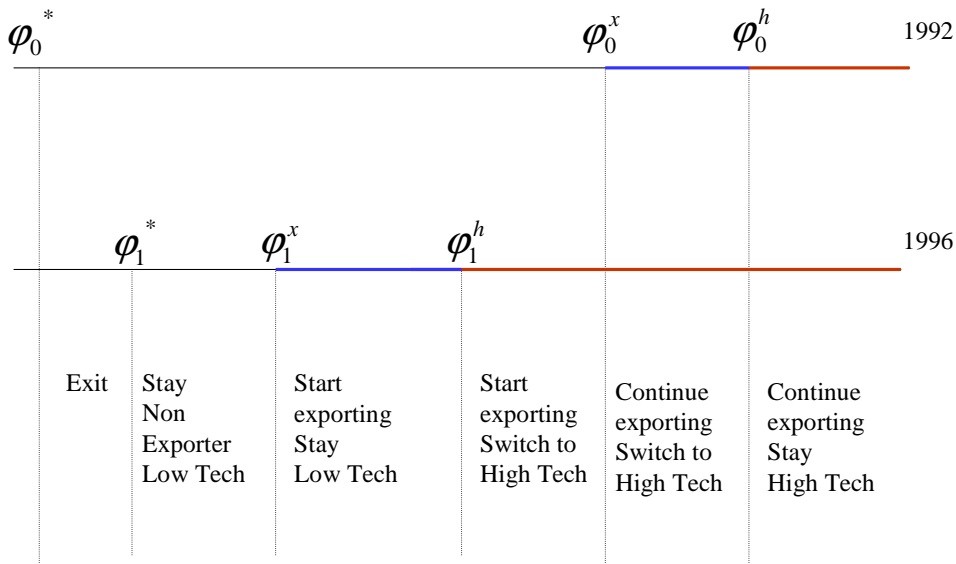 φ₀* φ₀ˣ φ₀ʰ 1992
φ₁* φ₁ˣ φ₁ʰ 1996
Exit
Stay
Non
Exporter
Low Tech
Start
exporting
Stay
Low Tech
Start
exporting
Switch to
High Tech
Continue
exporting
Switch to
High Tech
Continue
exporting
Stay
High Tech